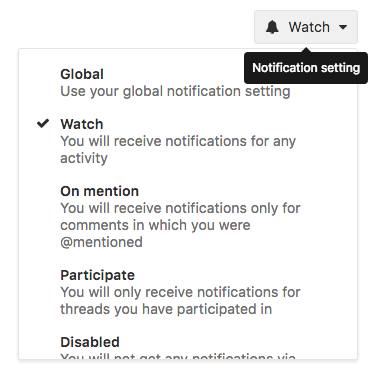 Watch
Notification setting
Global
Use your global notification setting
Watch
You will receive notifications for any
activity
On mention
You will receive notifications only for
comments in which you were
@mentioned
Participate
You will only receive notifications for
threads you have participated in
Disabled
You will not get any notifications via